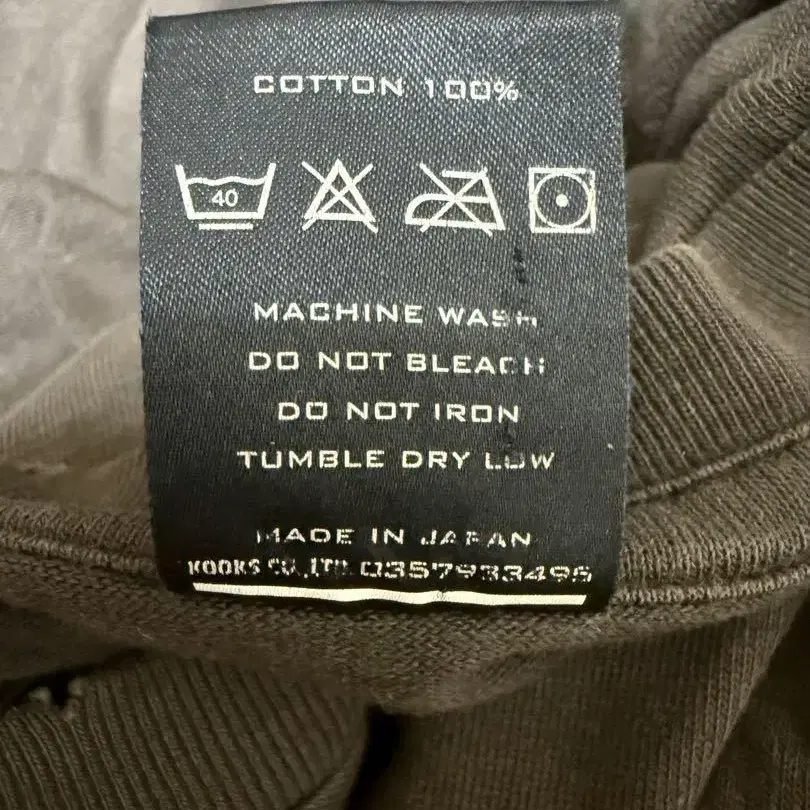 COTTON 100%
40
MACHINE WASH
DO NOT BLEACH
DO NOT IRON
TUMBLE DRY LOW
MADE IN JAPAN
KOOKS CO.,LTD. 0357933495